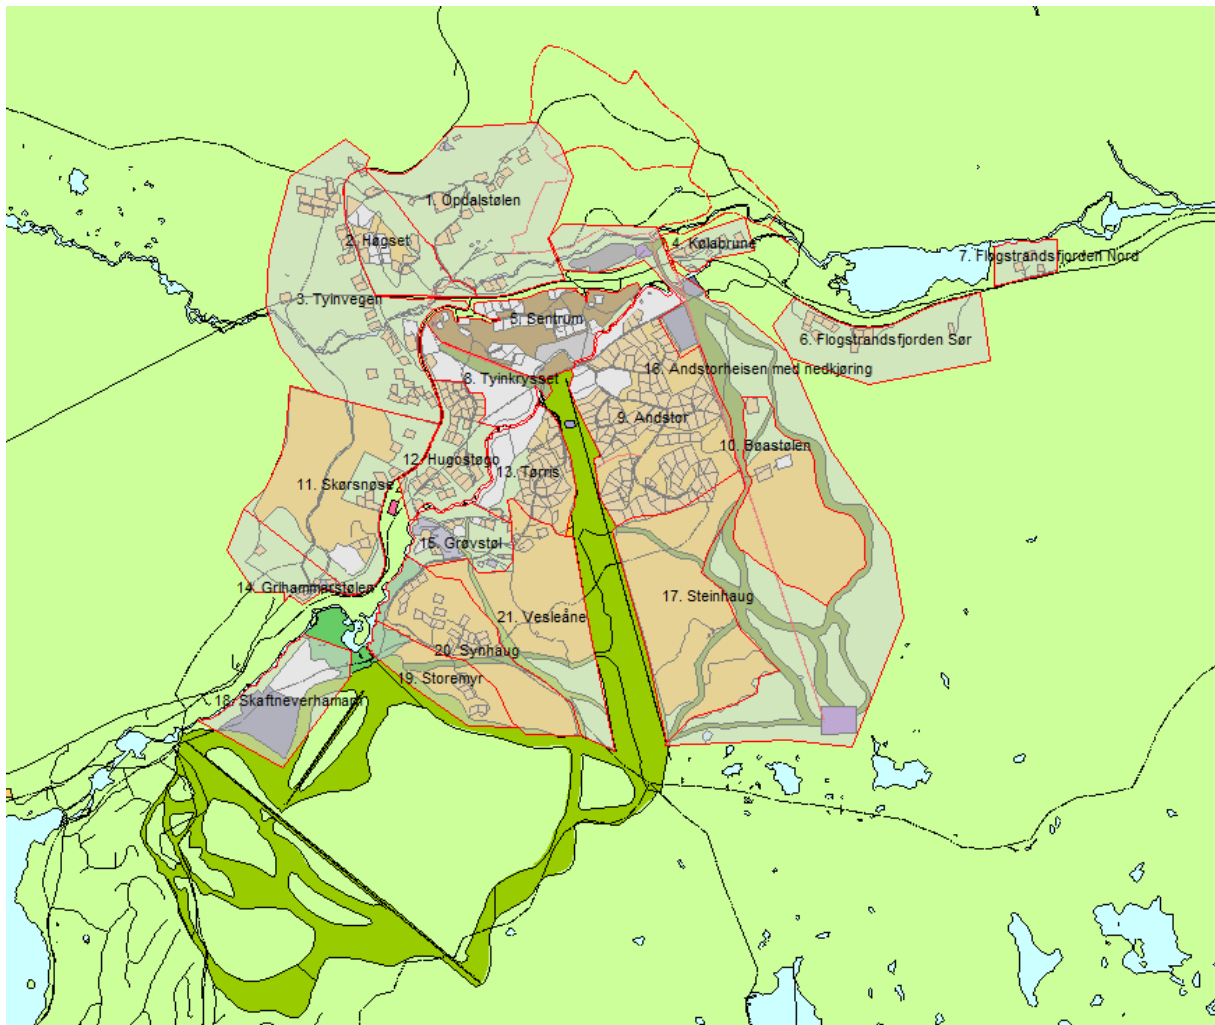 1. Opdalstølen
2. Høgset
4. Kølabrune
7. Flogstrandsfjorden Nord
3. Tyinvegen
5. Sentrum
6. Flogstrandsfjorden Sør
16. Andstorheisen med nedkjøring
8. Tyinkrysset
9. Andstor
10. Bøastølen
12. Hugostøgo
13. Tørris
11. Skørsnøse
15. Grøvstøl
14. Grihammarstølen
17. Steinhaug
21. Vesleåne
20. Synhaug
19. Storemyr
18. Skaftneverhamarn